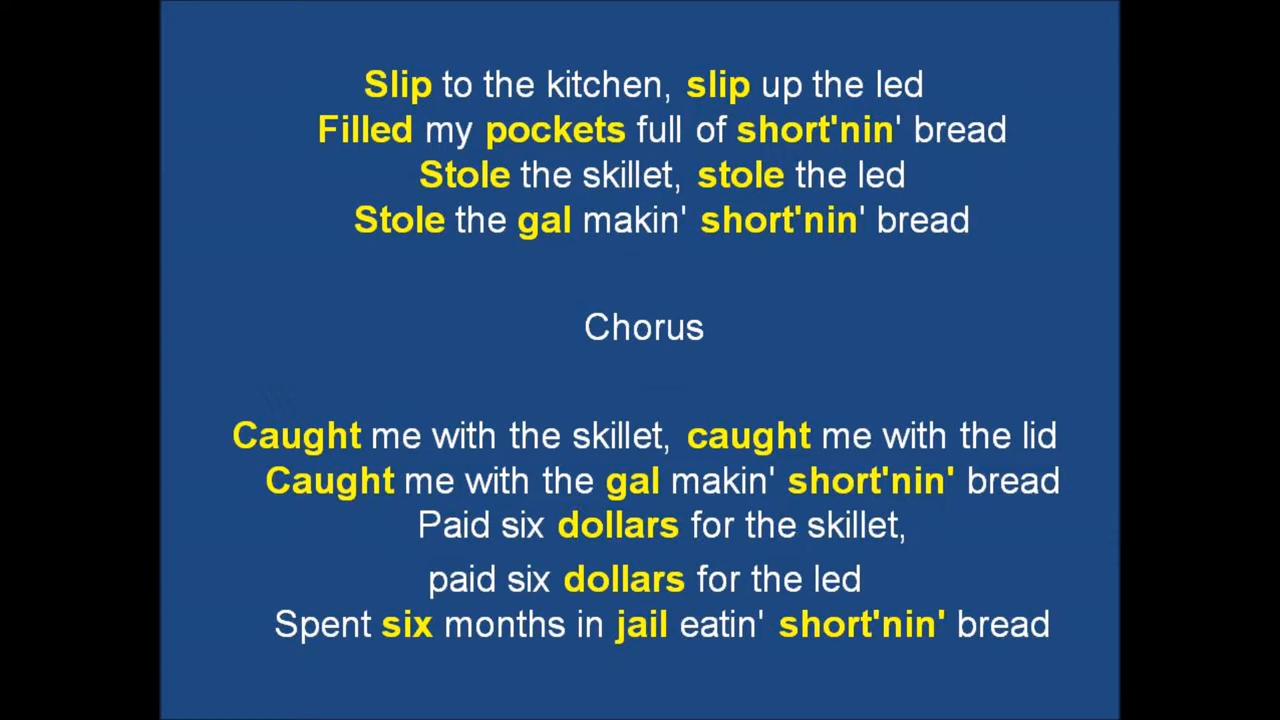 Slip to the kitchen, slip up the led
Filled my pockets full of short'nin' bread
Stole the skillet, stole the led
Stole the gal makin' short'nin' bread
Chorus
Caught me with the skillet, caught me with the lid
Caught me with the gal makin' short'nin' bread
Paid six dollars for the skillet,
paid six dollars for the led
Spent six months in jail eatin' short'nin' bread